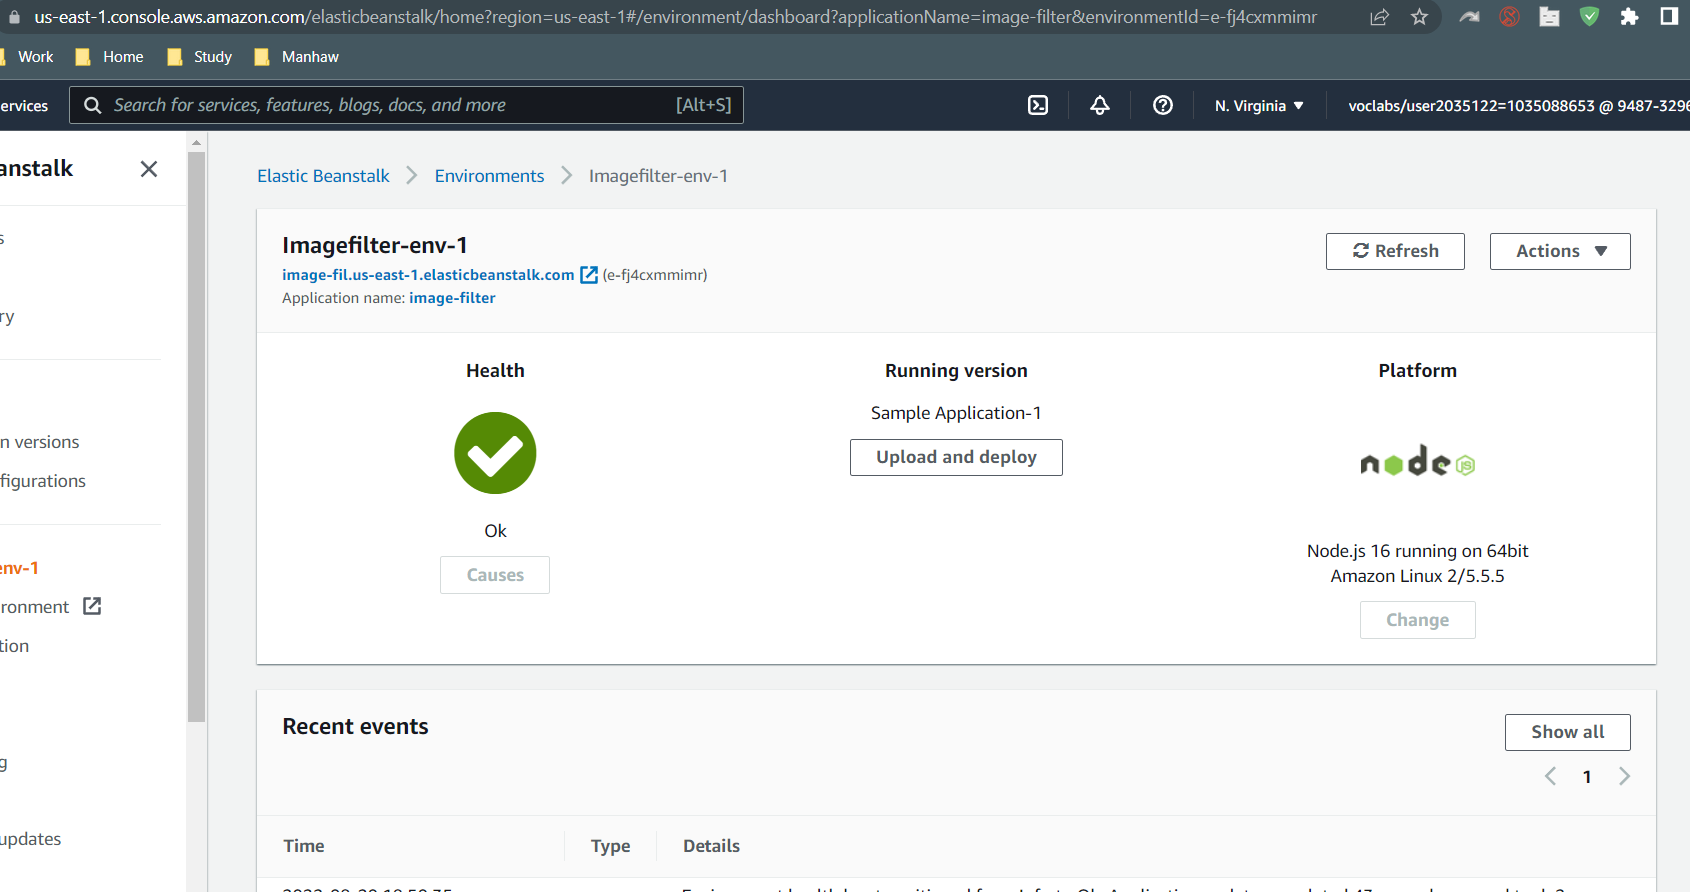 us-east-1.console.aws.amazon.com/elasticbeanstalk/home?region=us-east-1#/environment/dashboard?applicationName=image-filter&environmentId=e-fj4cxmmimr
Work Home Study Manhaw
ervices Search for services, features, blogs, docs, and more [Alt+S] N. Virginia voclabs/user2035122=1035088653 @ 9487-3296
anstalk
s
ry
n versions
figurations
env-1
ronment
tion
g
updates
Elastic Beanstalk Environments Imagefilter-env-1
Imagefilter-env-1
image-fil.us-east-1.elasticbeanstalk.com (e-fj4cxmmimr)
Application name: image-filter
Refresh Actions
Health
Ok
Causes
Running version
Sample Application-1
Upload and deploy
Platform
node JS
Node.js 16 running on 64bit
Amazon Linux 2/5.5.5
Change
Recent events
Show all
1
Time Type Details